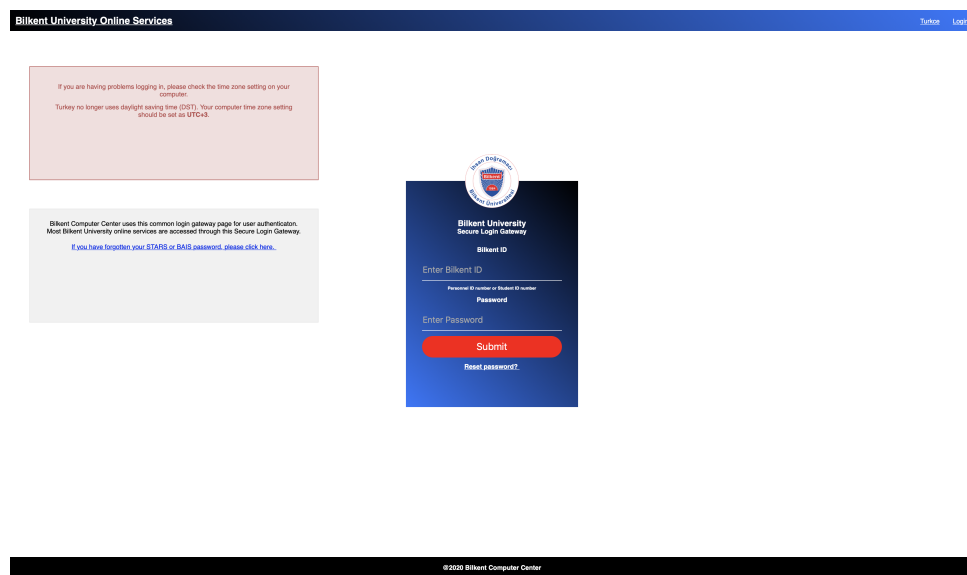 Bilkent University Online Services
Turkce
Login
If you are having problems logging in, please check the time zone setting on your
computer.
Turkey no longer uses daylight saving time (DST). Your computer time zone setting
should be set as UTC+3.
Bilkent Computer Center uses this common login gateway page for user authenticaton.
Most Bilkent University online services are accessed through this Secure Login Gateway.
If you have forgotten your STARS or BAIS password, please click here.
İhsan Doğramacı
Bilkent
Bilkent Üniversitesi
Bilkent University
Secure Login Gateway
Bilkent ID
Enter Bilkent ID
Personnel ID number or Student ID number
Password
Enter Password
Submit
Reset password?
@2020 Bilkent Computer Center